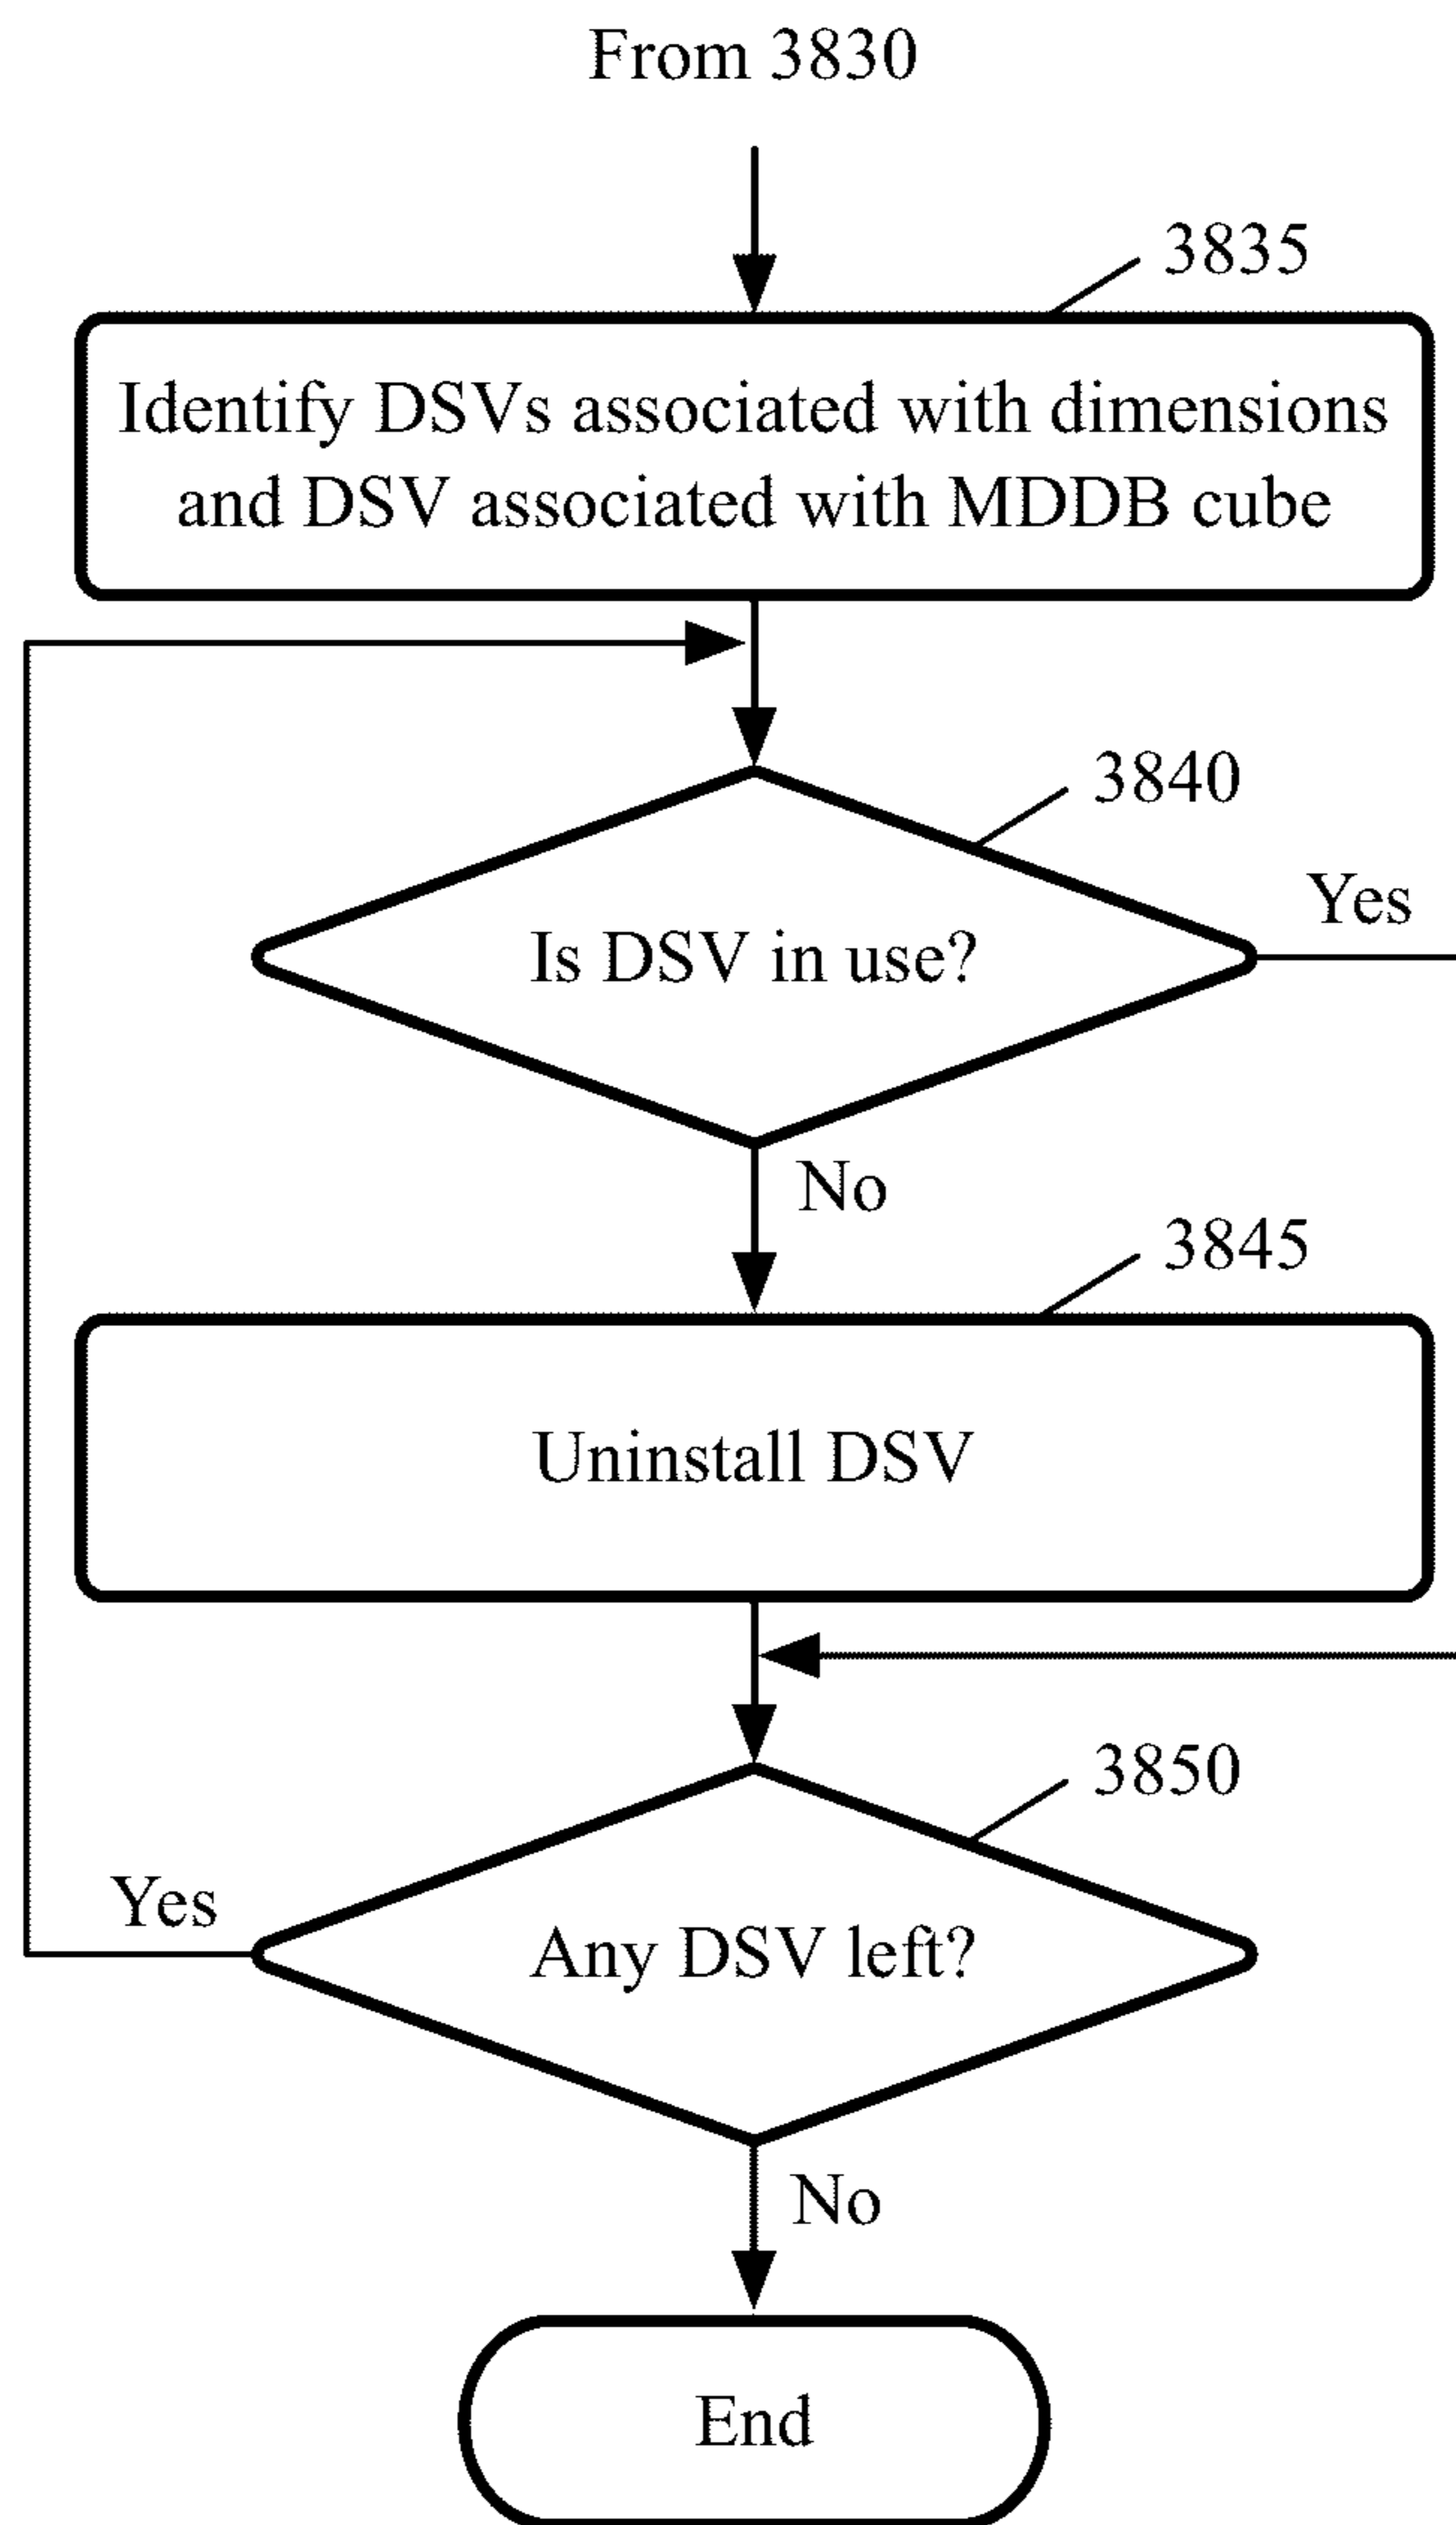 From 3830
3835
Identify DSVs associated with dimensions
and DSV associated with MDDB cube
3840
Yes
Is DSV in use?
No
3845
Uninstall DSV
3850
Yes
Any DSV left?
No
End